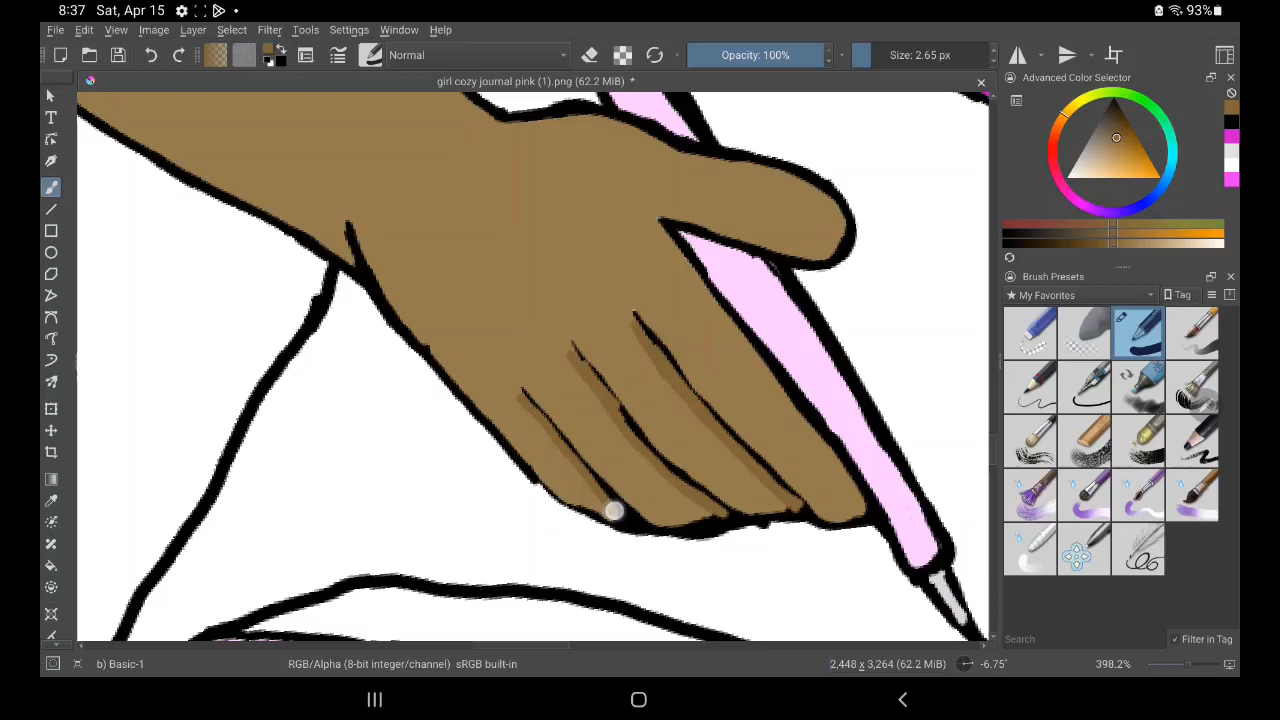 8:37 Sat, Apr 15 93%
File Edit View Image Layer Select Filter Tools Settings Window Help
Normal Opacity: 100% Size: 2.65 px
girl cozy journal pink (1).png (62.2 MiB) *
Advanced Color Selector
Brush Presets
My Favorites Tag
Search Filter in Tag
b) Basic-1 RGB/Alpha (8-bit integer/channel) sRGB built-in 2,448 x 3,264 (62.2 MiB) -6.75° 398.2%